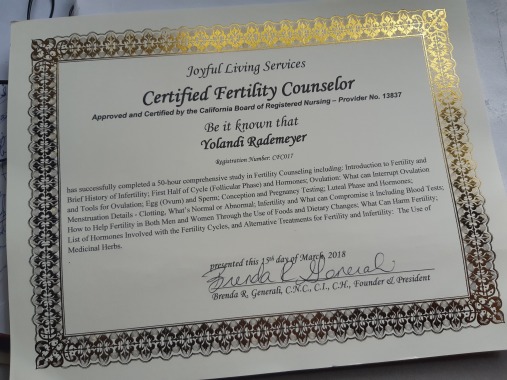 Joyful Living Services
Certified Fertility Counselor
Approved and Certified by the California Board of Registered Nursing – Provider No. 13837
Be it known that
Yolandi Rademeyer
Registration Number: CFC017
has successfully completed a 50-hour comprehensive study in Fertility Counseling including: Introduction to Fertility and
Brief History of Infertility; First Half of Cycle (Follicular Phase) and Hormones; Ovulation: What can Interrupt Ovulation
and Tools for Ovulation; Egg (Ovum) and Sperm; Conception and Pregnancy Testing; Luteal Phase and Hormones;
Menstruation Details - Clotting, What's Normal or Abnormal; Infertility and What can Compromise it Including Blood Tests;
How to Help Fertility in Both Men and Women Through the Use of Foods and Dietary Changes; What Can Harm Fertility;
List of Hormones Involved with the Fertility Cycles, and Alternative Treatments for Fertility and Infertility: The Use of
Medicinal Herbs.
presented this 15th day of March, 2018
Brenda R Generali
Brenda R, Generali, C.N.C., C.I., C.H., Founder & President